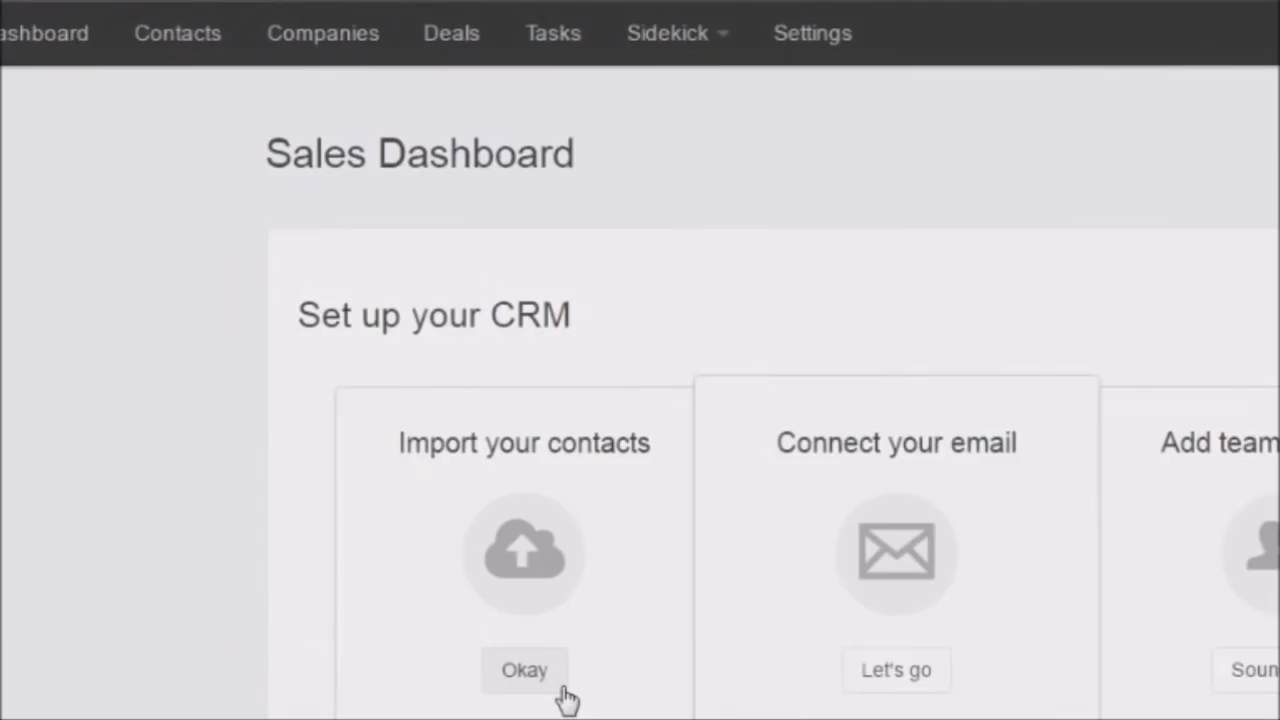 ashboard Contacts Companies Deals Tasks Sidekick Settings
Sales Dashboard
Set up your CRM
Import your contacts Connect your email Add team
Okay Let's go Soun